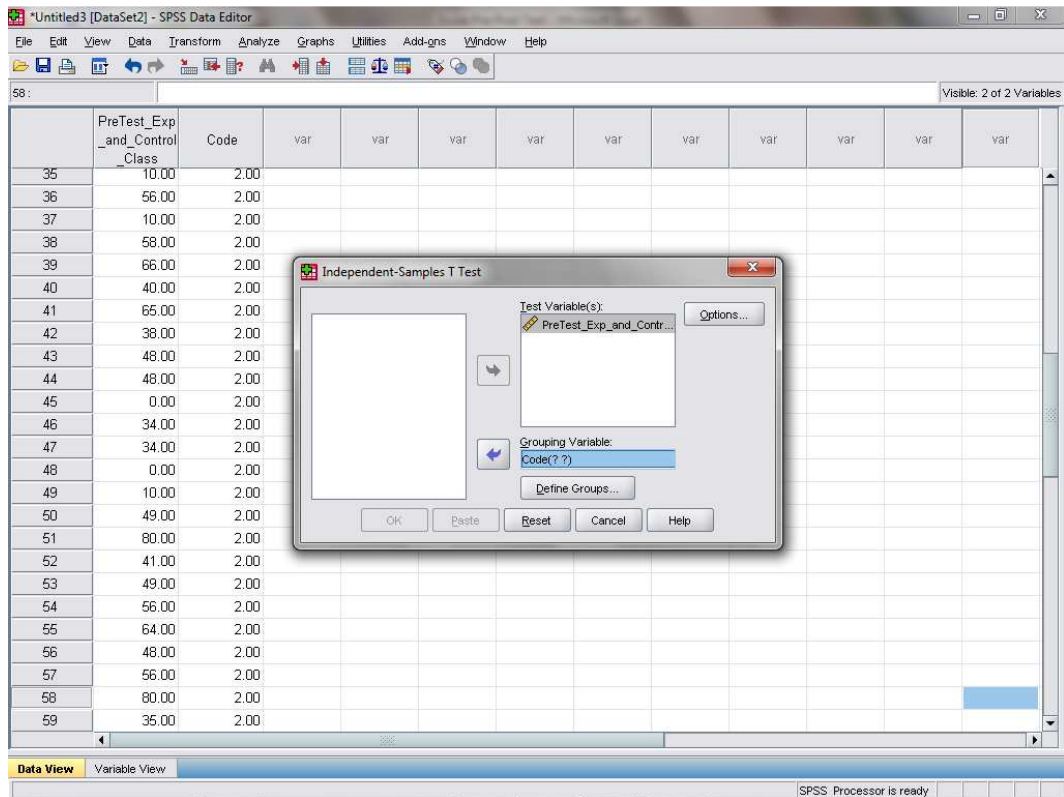 *Untitled3 [DataSet2] - SPSS Data Editor
File Edit View Data Transform Analyze Graphs Utilities Add-ons Window Help
58 :
Visible: 2 of 2 Variables
PreTest_Exp_and_Control_Class Code var var var var var var var var var var
35 10.00 2.00
36 56.00 2.00
37 10.00 2.00
38 58.00 2.00
39 66.00 2.00
40 40.00 2.00
41 65.00 2.00
42 38.00 2.00
43 48.00 2.00
44 48.00 2.00
45 0.00 2.00
46 34.00 2.00
47 34.00 2.00
48 0.00 2.00
49 10.00 2.00
50 49.00 2.00
51 80.00 2.00
52 41.00 2.00
53 49.00 2.00
54 56.00 2.00
55 64.00 2.00
56 48.00 2.00
57 56.00 2.00
58 80.00 2.00
59 35.00 2.00
Independent-Samples T Test
Test Variable(s):
PreTest_Exp_and_Contr...
Options...
Grouping Variable:
Code(? ?)
Define Groups...
OK Paste Reset Cancel Help
Data View Variable View
SPSS Processor is ready